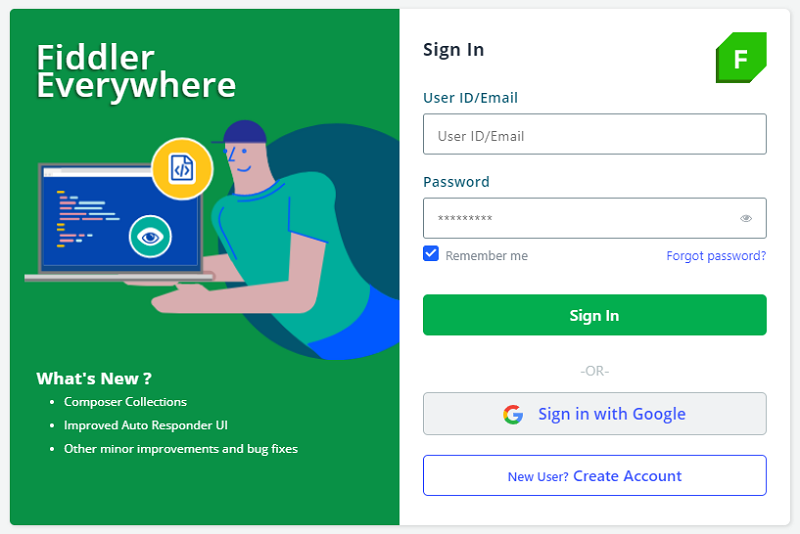 Fiddler
Everywhere
What's New ?
Composer Collections
Improved Auto Responder UI
Other minor improvements and bug fixes
Sign In
F
User ID/Email
User ID/Email
Password
*********
Remember me
Forgot password?
Sign In
-OR-
Sign in with Google
New User? Create Account